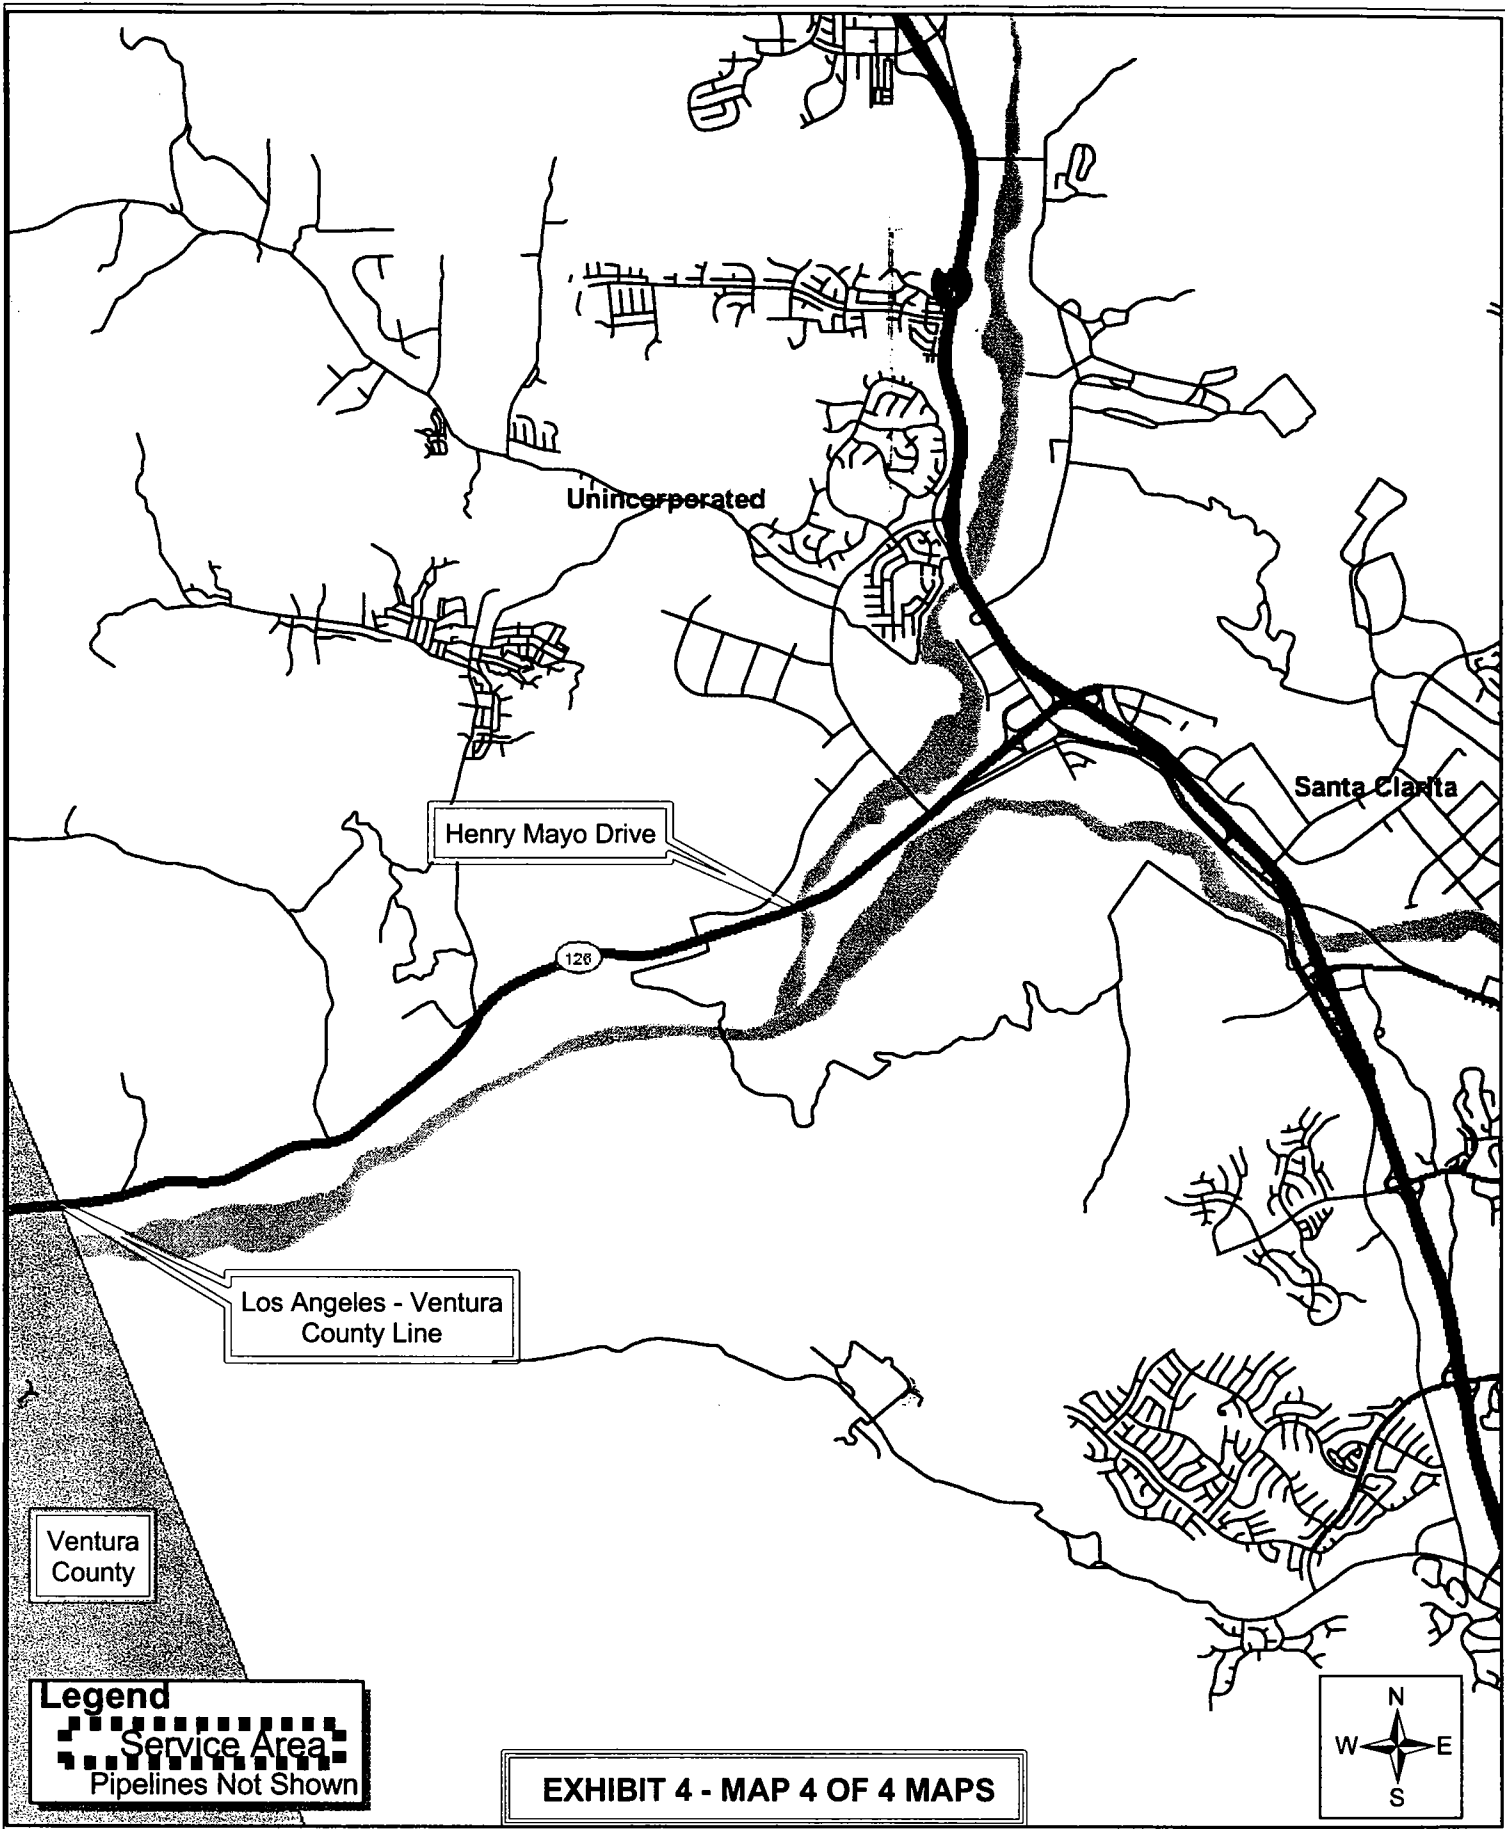 Unincorporated
Santa Clarita
Henry Mayo Drive
126
Los Angeles - Ventura
County Line
Ventura
County
Legend
Service Area
Pipelines Not Shown
EXHIBIT 4 - MAP 4 OF 4 MAPS
N
W E
S